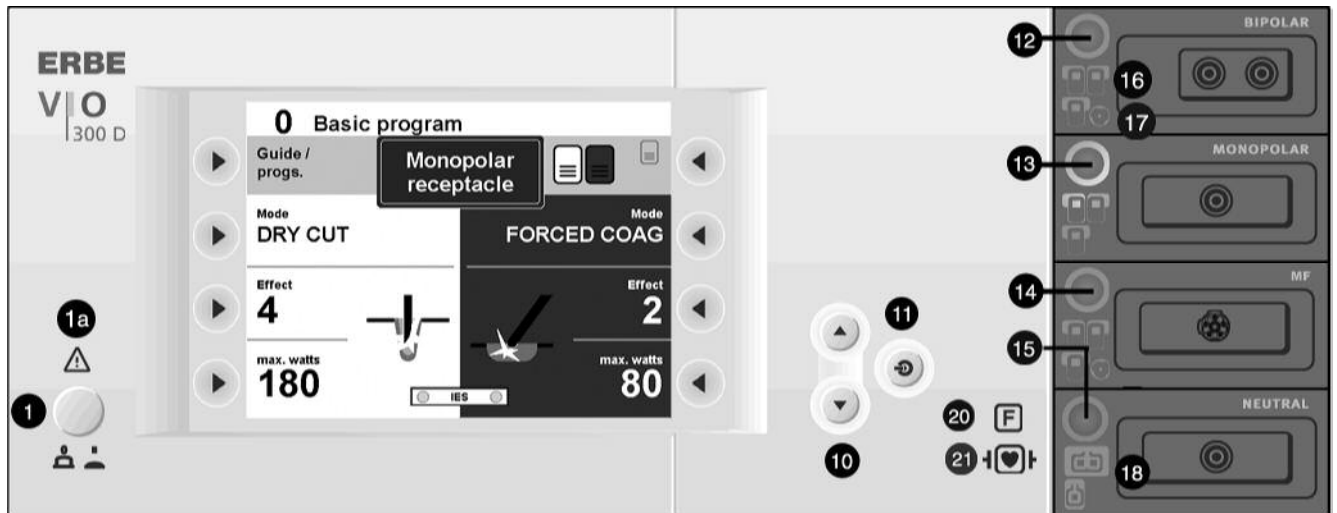 ERBE
VIO
300 D
0 Basic program
Guide /
progs.
Monopolar
receptacle
Mode
DRY CUT
Mode
FORCED COAG
Effect
4
Effect
2
max. watts
180
max. watts
80
IES
1a
1
10
11
20
F
21
12
BIPOLAR
16
17
13
MONOPOLAR
14
MF
15
NEUTRAL
18